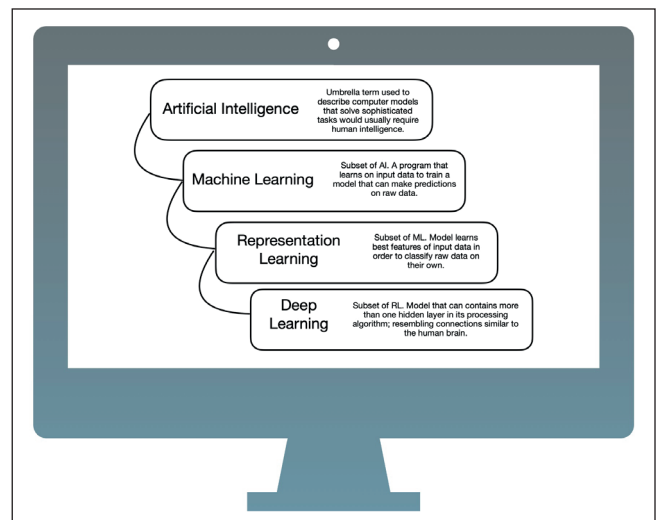 Artificial Intelligence
Umbrella term used to
describe computer models
that solve sophisticated
tasks would usually require
human intelligence.
Machine Learning
Subset of AI. A program that
learns on input data to train a
model that can make predictions
on raw data.
Representation
Learning
Subset of ML. Model learns
best features of input data in
order to classify raw data on
their own.
Deep
Learning
Subset of RL. Model that can contains more
than one hidden layer in its processing
algorithm; resembling connections similar to
the human brain.